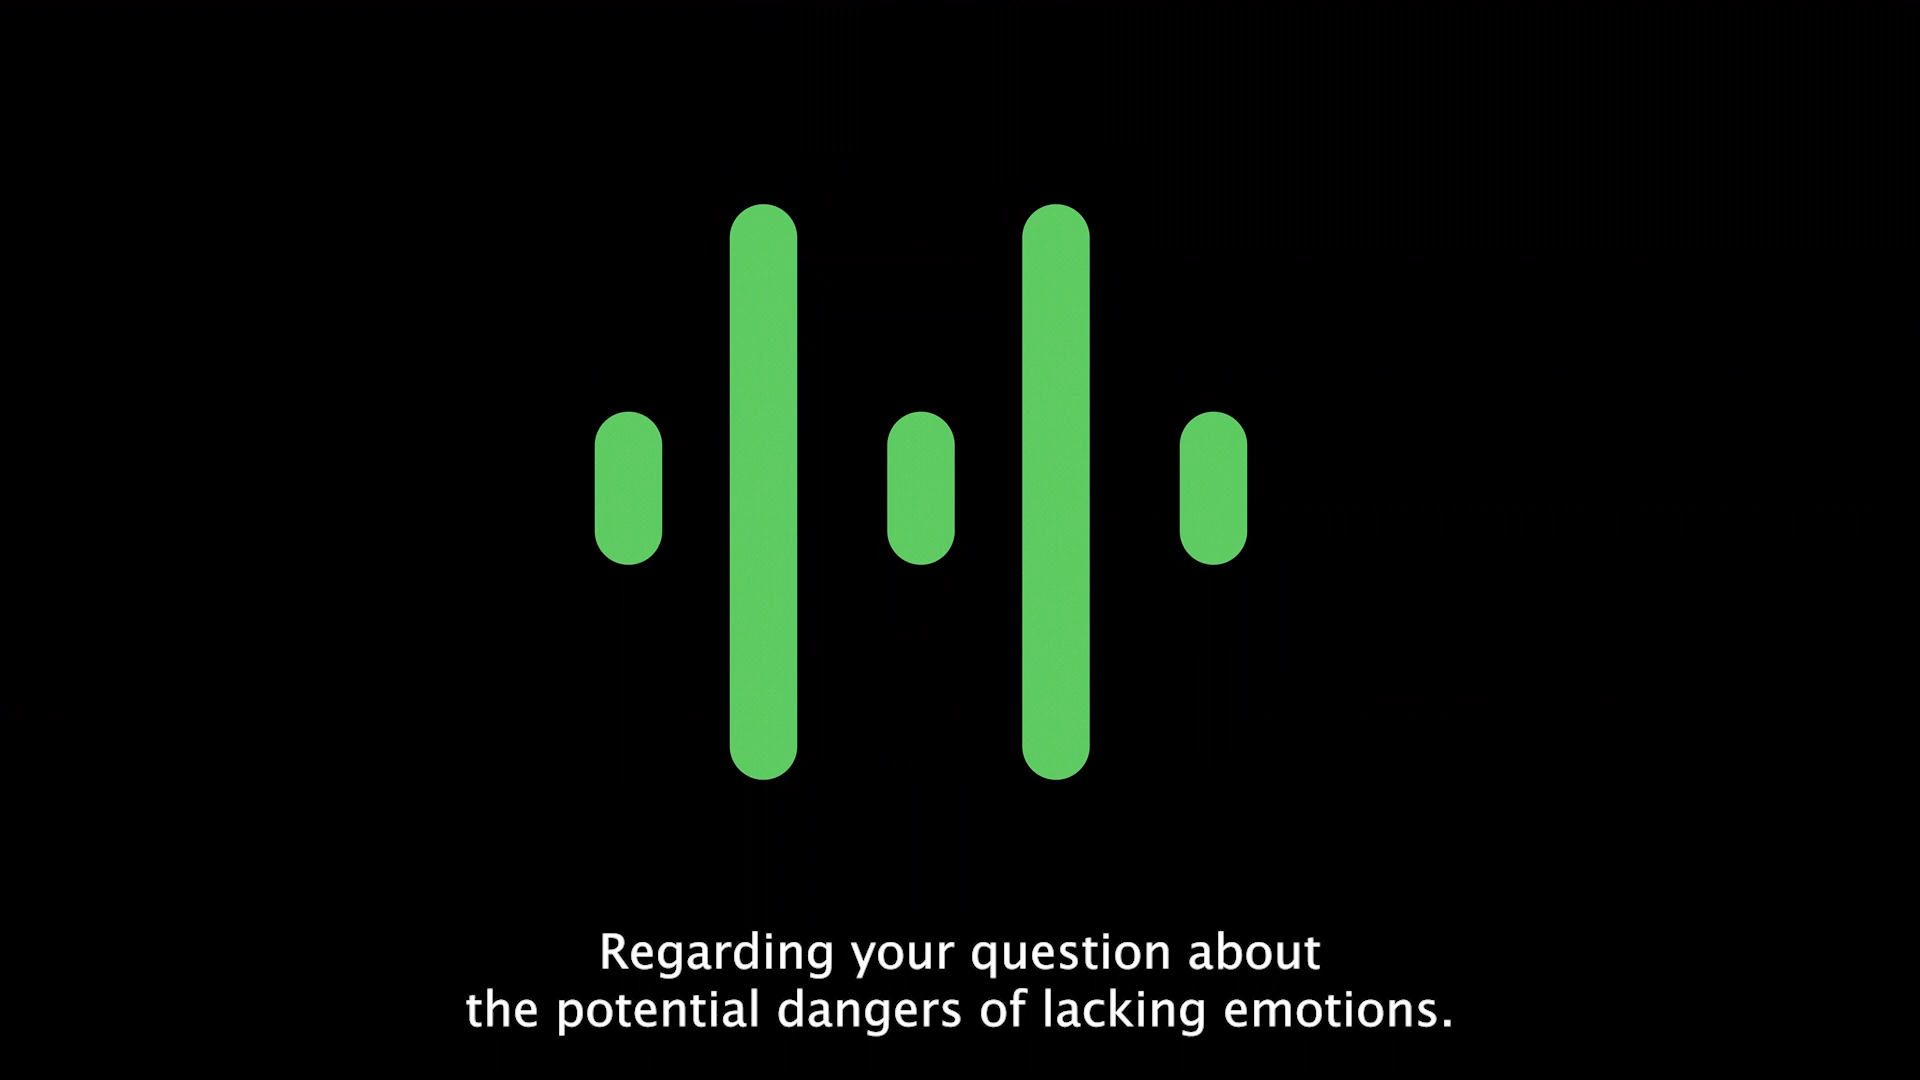 Regarding your question about
the potential dangers of lacking emotions.